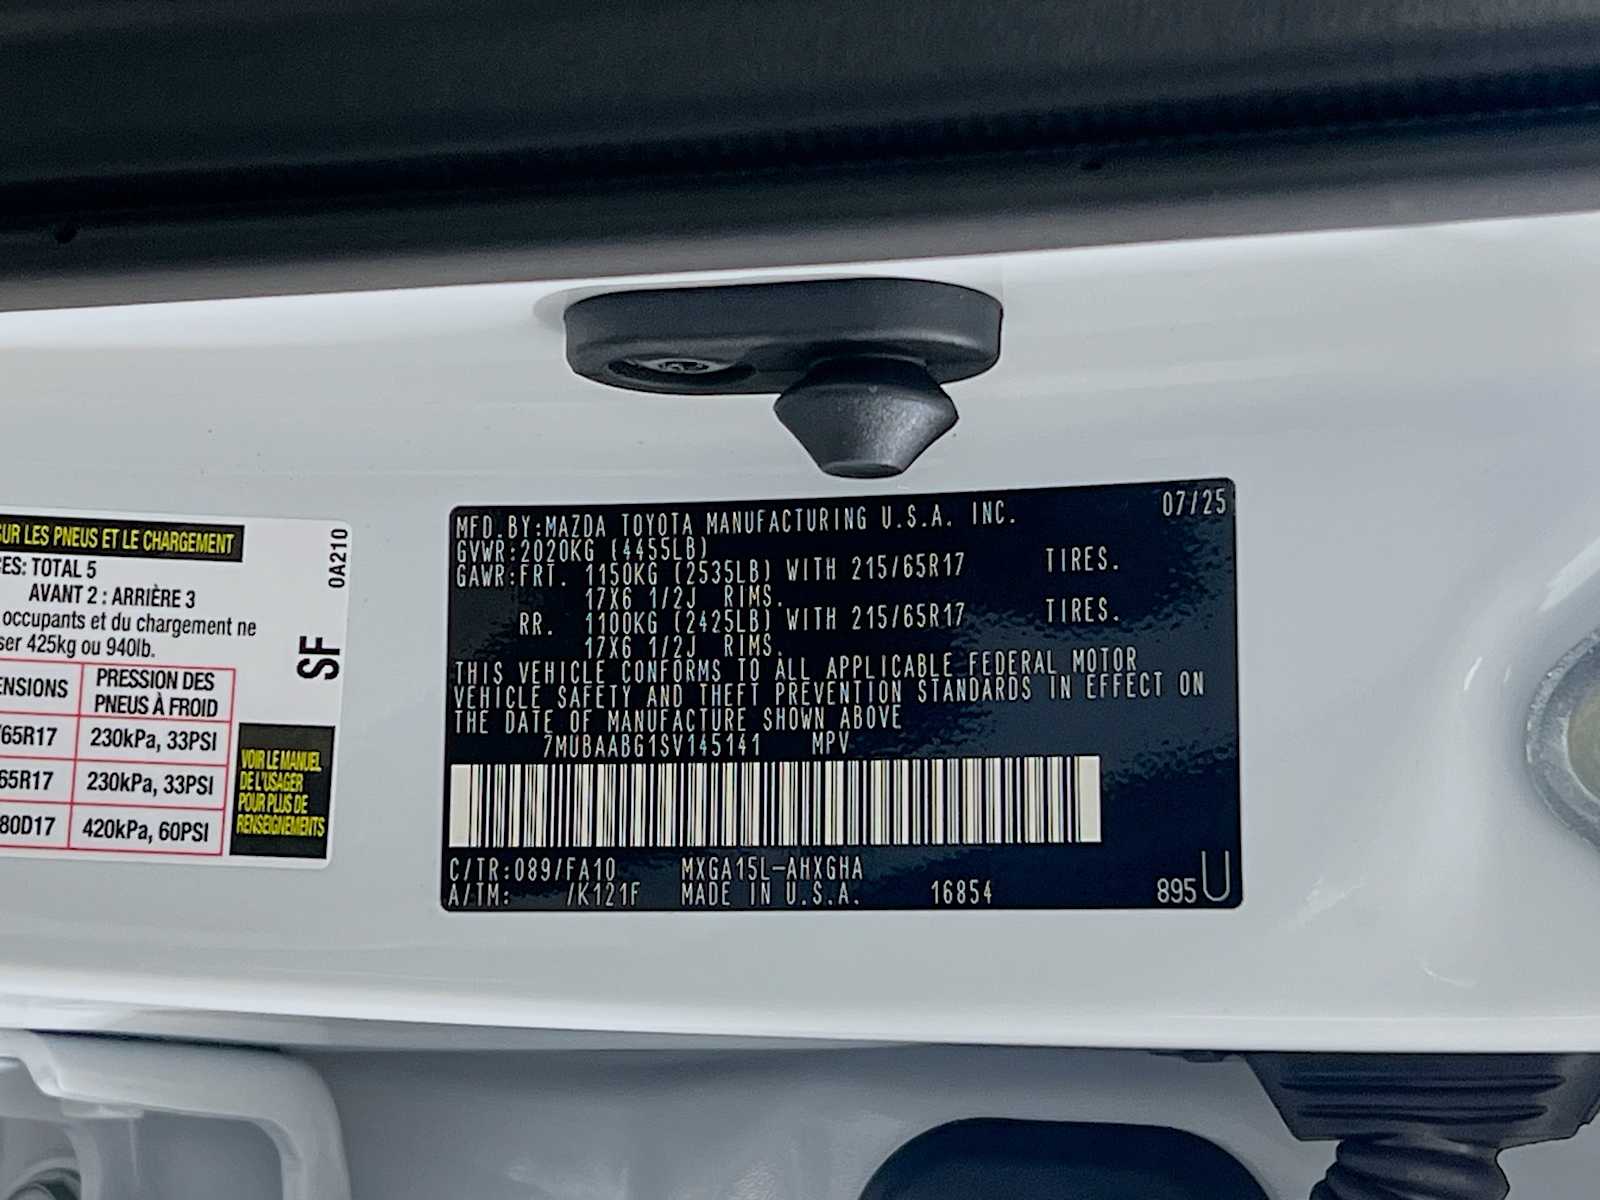 SUR LES PNEUS ET LE CHARGEMENT
TOTAL 5
AVANT 2 : ARRIÈRE 3
occupants et du chargement ne
425kg ou 940lb.
PRESSION DES
PNEUS À FROID
65R17 230kPa, 33PSI
65R17 230kPa, 33PSI
80D17 420kPa, 60PSI
0A210
SF
VOIR LE MANUEL
DE L'USAGER
POUR PLUS DE
RENSEIGNEMENTS
MFD.BY:MAZDA TOYOTA MANUFACTURING U.S.A. INC. 07/25
GVWR:2020KG (4455LB)
GAWR:FRT. 1150KG (2535LB) WITH 215/65R17 TIRES.
17X6 1/2J RIMS.
RR. 1100KG (2425LB) WITH 215/65R17 TIRES.
17X6 1/2J RIMS.
THIS VEHICLE CONFORMS TO ALL APPLICABLE FEDERAL MOTOR
VEHICLE SAFETY AND THEFT PREVENTION STANDARDS IN EFFECT ON
THE DATE OF MANUFACTURE SHOWN ABOVE
7MUBAABG1SV145141 MPV
C/TR:089/FA10 MXGA15L-AHXGHA
A/TM: /K121F MADE IN U.S.A. 16854 895U